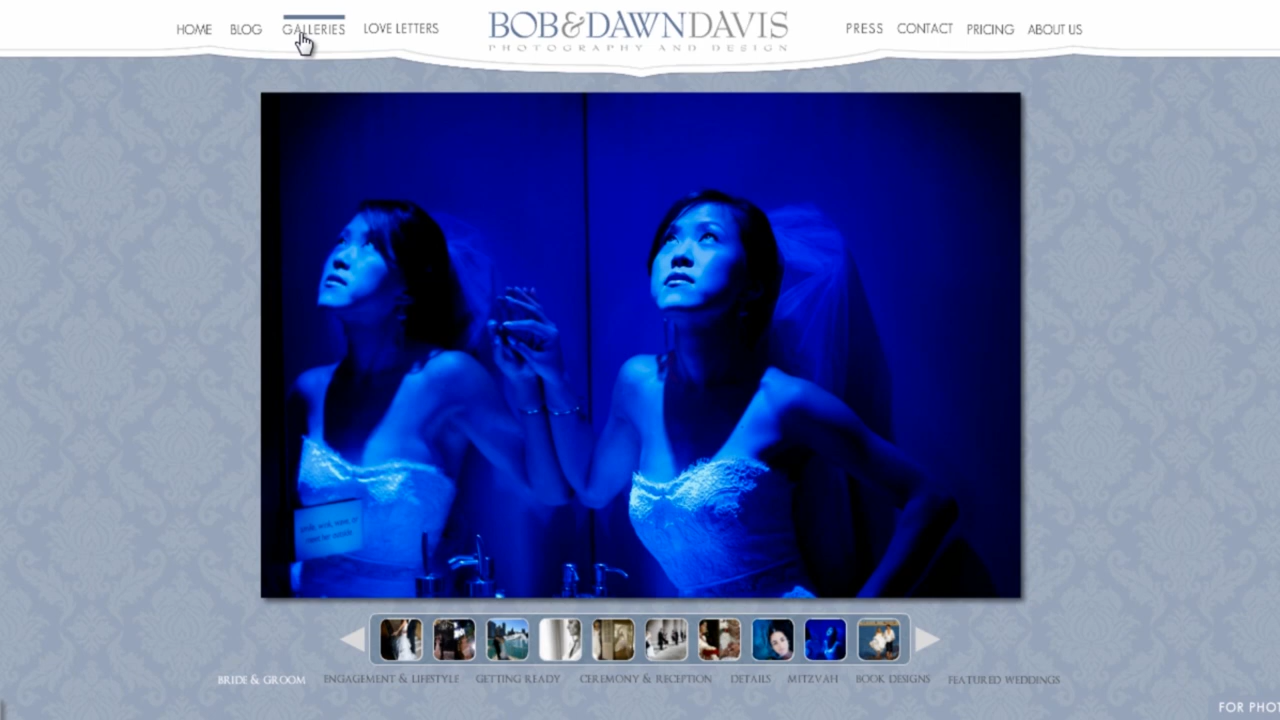 HOME BLOG GALLERIES LOVE LETTERS
BOB&DAWNDAVIS
PHOTOGRAPHY AND DESIGN
PRESS CONTACT PRICING ABOUT US
BRIDE & GROOM ENGAGEMENT & LIFESTYLE GETTING READY CEREMONY & RECEPTION DETAILS MITZVAH BOOK DESIGNS FEATURED WEDDINGS
FOR PHOT